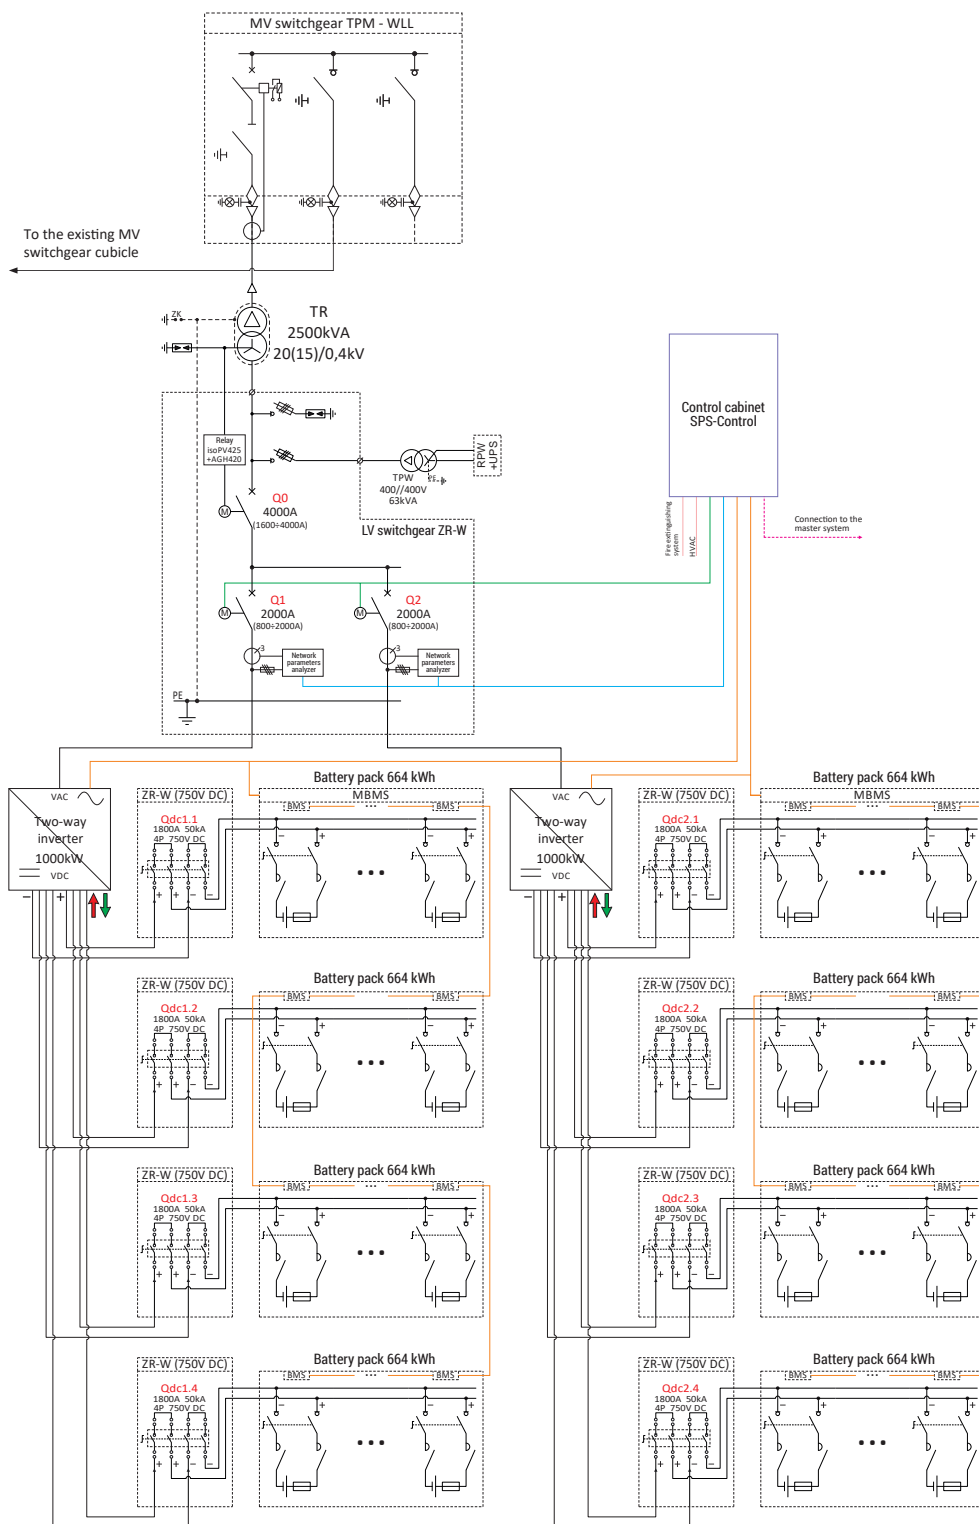 MV switchgear TPM - WLL
To the existing MV
switchgear cubicle
ZK
TR
2500kVA
20(15)/0,4kV
Control cabinet
SPS-Control
Relay
isoPV425
+AGH420
TPW
400//400V
63kVA
PE
RPW
+UPS
Q0
4000A
(1600÷4000A)
M
LV switchgear ZR-W
Fire extinguishing
system
HVAC
Connection to the
master system
Q1
2000A
(800÷2000A)
M
Q2
2000A
(800÷2000A)
M
3
Network
parameters
analyzer
3
Network
parameters
analyzer
PE
VAC
Two-way
inverter
1000kW
VDC
− +
ZR-W (750V DC)
Qdc1.1
1800A 50kA
4P 750V DC
+ + − −
Battery pack 664 kWh
MBMS
BMS ... BMS
− + − +
...
VAC
Two-way
inverter
1000kW
VDC
− +
ZR-W (750V DC)
Qdc2.1
1800A 50kA
4P 750V DC
+ + − −
Battery pack 664 kWh
MBMS
BMS ... BMS
− + − +
...
ZR-W (750V DC)
Qdc1.2
1800A 50kA
4P 750V DC
+ + − −
Battery pack 664 kWh
BMS ... BMS
− + − +
...
ZR-W (750V DC)
Qdc2.2
1800A 50kA
4P 750V DC
+ + − −
Battery pack 664 kWh
BMS ... BMS
− + − +
...
ZR-W (750V DC)
Qdc1.3
1800A 50kA
4P 750V DC
+ + − −
Battery pack 664 kWh
BMS ... BMS
− + − +
...
ZR-W (750V DC)
Qdc2.3
1800A 50kA
4P 750V DC
+ + − −
Battery pack 664 kWh
BMS ... BMS
− + − +
...
ZR-W (750V DC)
Qdc1.4
1800A 50kA
4P 750V DC
+ + − −
Battery pack 664 kWh
BMS ... BMS
− + − +
...
ZR-W (750V DC)
Qdc2.4
1800A 50kA
4P 750V DC
+ + − −
Battery pack 664 kWh
BMS ... BMS
− + − +
...